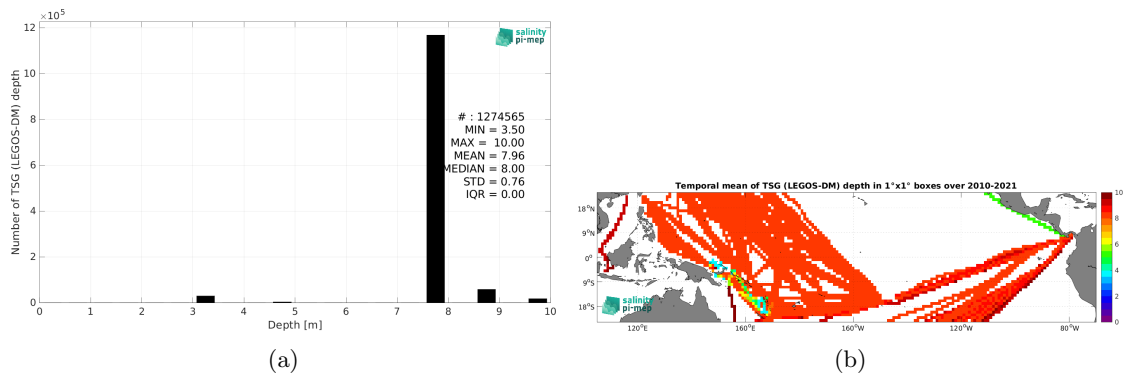 ×10⁵
12
10
8
6
4
2
0
Number of TSG (LEGOS-DM) depth
salinity
pi-mep
# : 1274565
MIN = 3.50
MAX = 10.00
MEAN = 7.96
MEDIAN = 8.00
STD = 0.76
IQR = 0.00
0 1 2 3 4 5 6 7 8 9 10
Depth [m]
(a)
Temporal mean of TSG (LEGOS-DM) depth in 1°x1° boxes over 2010-2021
18°N
9°N
0°
9°S
18°S
salinity
pi-mep
120°E 160°E 160°W 120°W 80°W
10
8
6
4
2
0
(b)